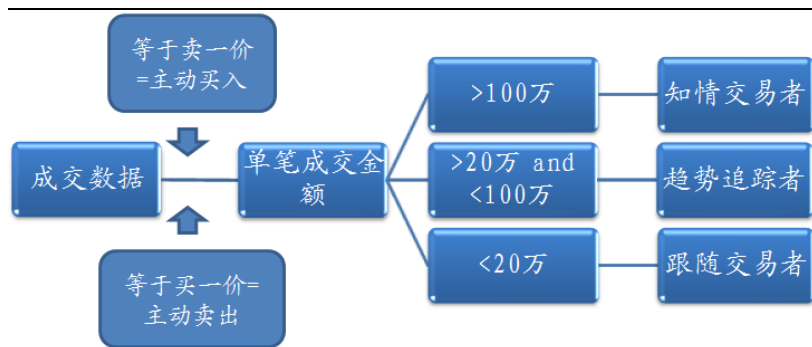 等于卖一价
=主动买入
>100万
知情交易者
成交数据
单笔成交金
额
>20万 and
<100万
趋势追踪者
<20万
跟随交易者
等于买一价=
主动卖出